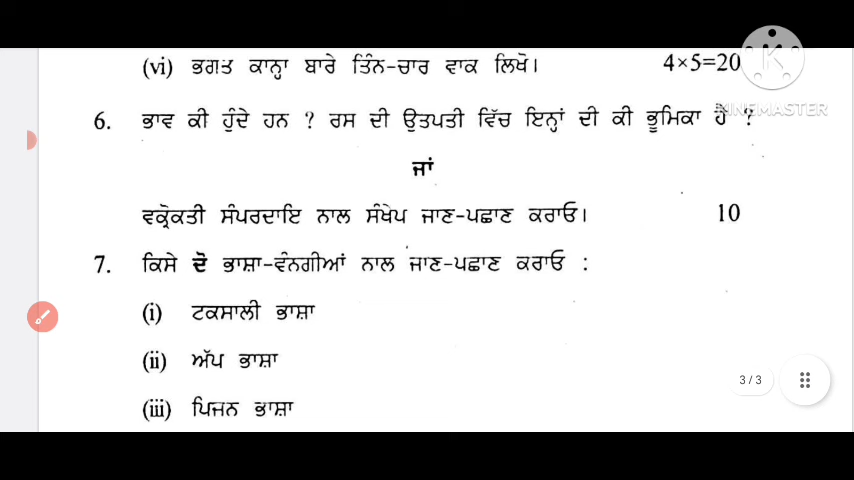 (vi) ਭਗਤ ਕਾਨ੍ਹਾ ਬਾਰੇ ਤਿੰਨ-ਚਾਰ ਵਾਕ ਲਿਖੋ। 4×5=20
KINEMASTER
6. ਭਾਵ ਕੀ ਹੁੰਦੇ ਹਨ ? ਰਸ ਦੀ ਉਤਪਤੀ ਵਿੱਚ ਇਨ੍ਹਾਂ ਦੀ ਕੀ ਭੂਮਿਕਾ ਹੈ ?
ਜਾਂ
ਵਕ੍ਰੋਕਤੀ ਸੰਪਰਦਾਇ ਨਾਲ ਸੰਖੇਪ ਜਾਣ-ਪਛਾਣ ਕਰਾਓ। 10
7. ਕਿਸੇ ਦੋ ਭਾਸ਼ਾ-ਵੰਨਗੀਆਂ ਨਾਲ ਜਾਣ-ਪਛਾਣ ਕਰਾਓ :
(i) ਟਕਸਾਲੀ ਭਾਸ਼ਾ
(ii) ਅੱਪ ਭਾਸ਼ਾ
3/3
(iii) ਪਿਜਨ ਭਾਸ਼ਾ